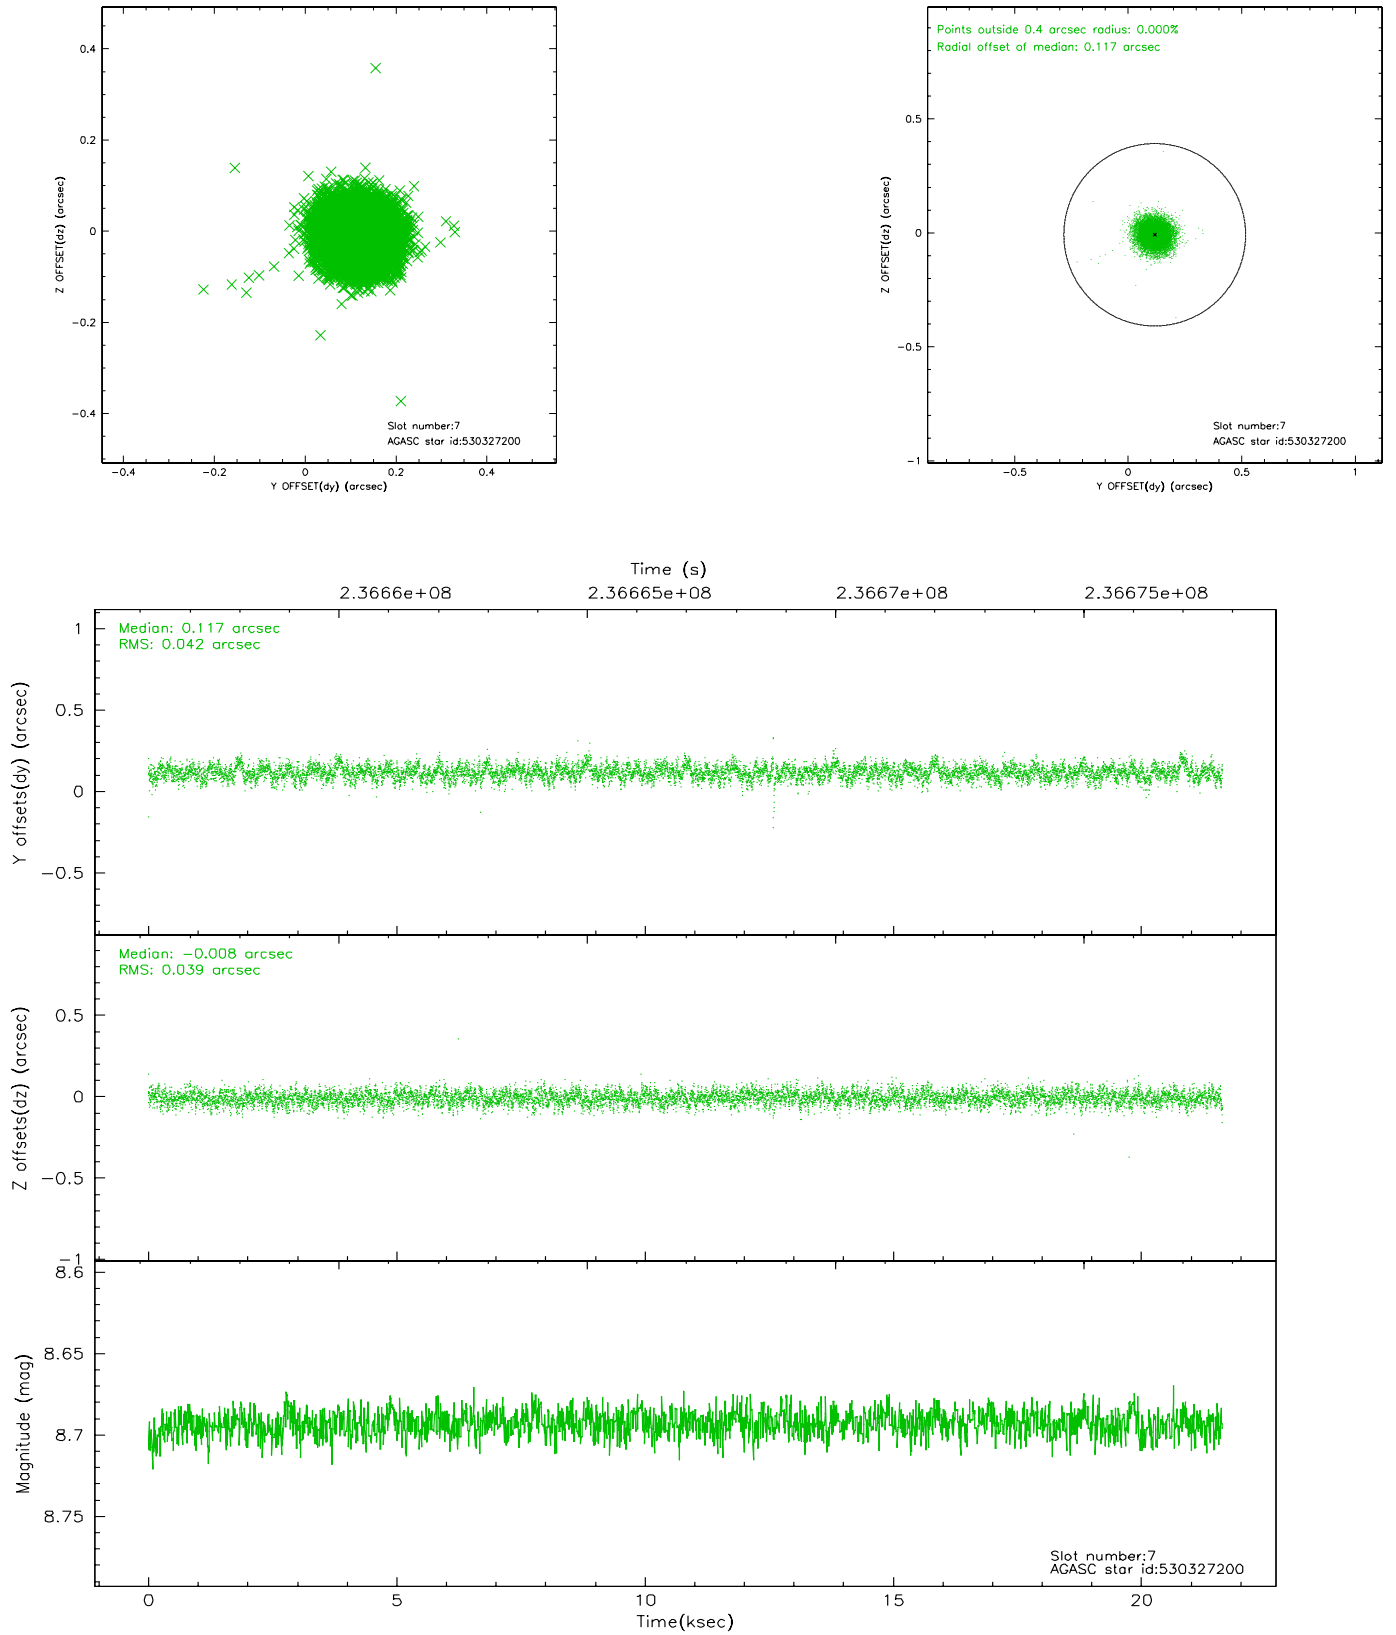 0.4
0.2
0
-0.2
-0.4
Z OFFSET(dz) (arcsec)
Slot number:7
AGASC star id:530327200
-0.4 -0.2 0 0.2 0.4
Y OFFSET(dy) (arcsec)
Points outside 0.4 arcsec radius: 0.000%
Radial offset of median: 0.117 arcsec
0.5
0
-0.5
-1
Z OFFSET(dz) (arcsec)
Slot number:7
AGASC star id:530327200
-0.5 0 0.5 1
Y OFFSET(dy) (arcsec)
Time (s)
2.3666e+08 2.36665e+08 2.3667e+08 2.36675e+08
Median: 0.117 arcsec
RMS: 0.042 arcsec
1
0.5
0
-0.5
Y offsets(dy) (arcsec)
Median: -0.008 arcsec
RMS: 0.039 arcsec
0.5
0
-0.5
-1
Z offsets(dz) (arcsec)
8.6
8.65
8.7
8.75
Magnitude (mag)
Slot number:7
AGASC star id:530327200
0 5 10 15 20
Time(ksec)